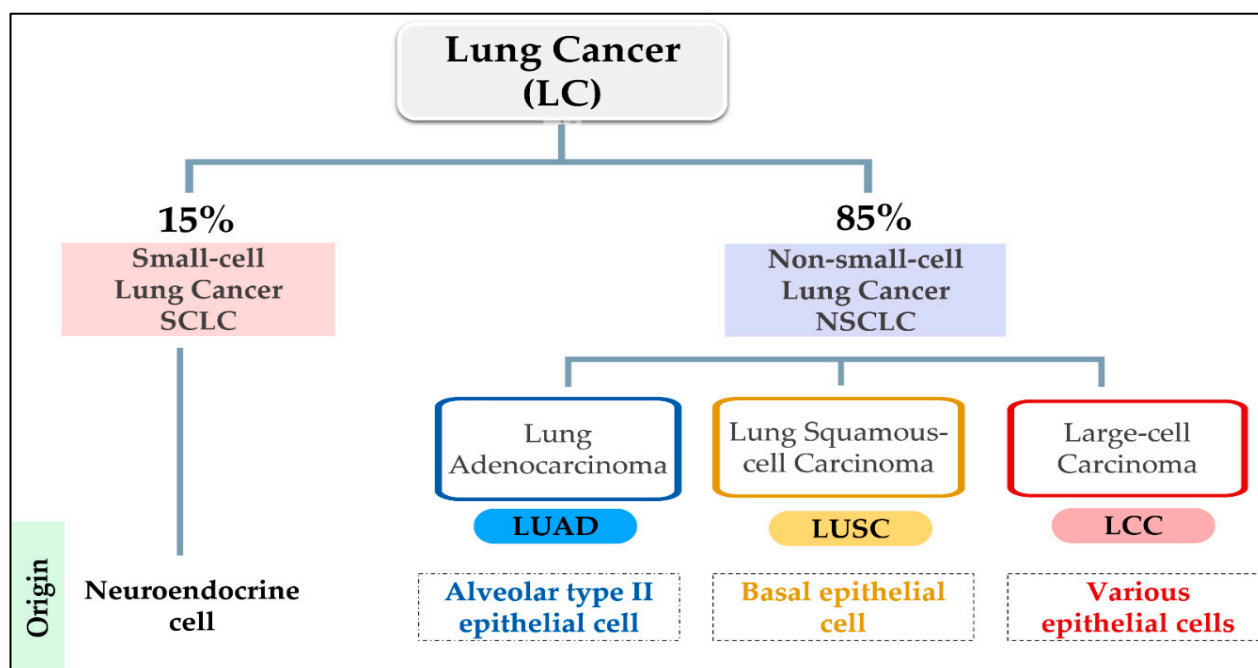 Lung Cancer
(LC)
15%
Small-cell
Lung Cancer
SCLC
85%
Non-small-cell
Lung Cancer
NSCLC
Lung
Adenocarcinoma
LUAD
Lung Squamous-
cell Carcinoma
LUSC
Large-cell
Carcinoma
LCC
Origin
Neuroendocrine
cell
Alveolar type II
epithelial cell
Basal epithelial
cell
Various
epithelial cells